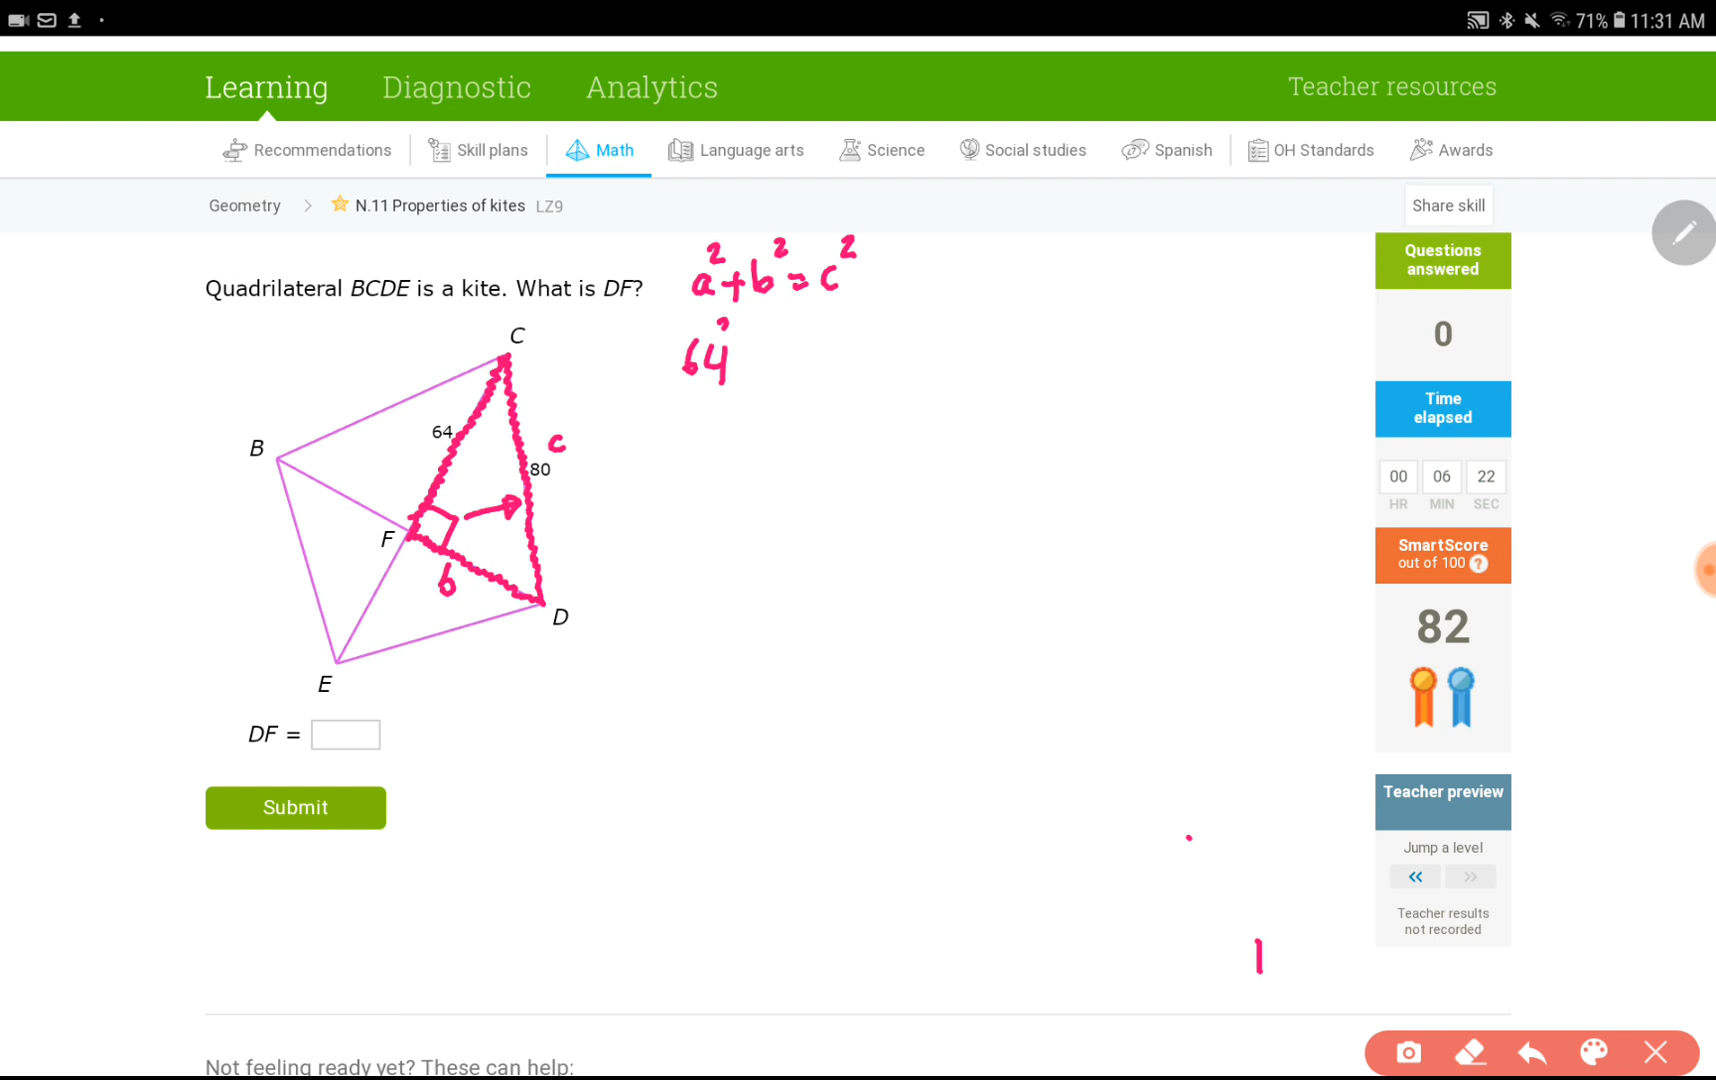 71% 11:31 AM
Learning Diagnostic Analytics Teacher resources
Recommendations Skill plans Math Language arts Science Social studies Spanish OH Standards Awards
Geometry > N.11 Properties of kites LZ9 Share skill
Quadrilateral BCDE is a kite. What is DF?
a² + b² = c²
64²
C
B
64
c
80
F
b
D
E
DF =
Submit
Questions answered
0
Time elapsed
00 06 22
HR MIN SEC
SmartScore
out of 100 ?
82
Teacher preview
Jump a level
Teacher results
not recorded
Not feeling ready yet? These can help: